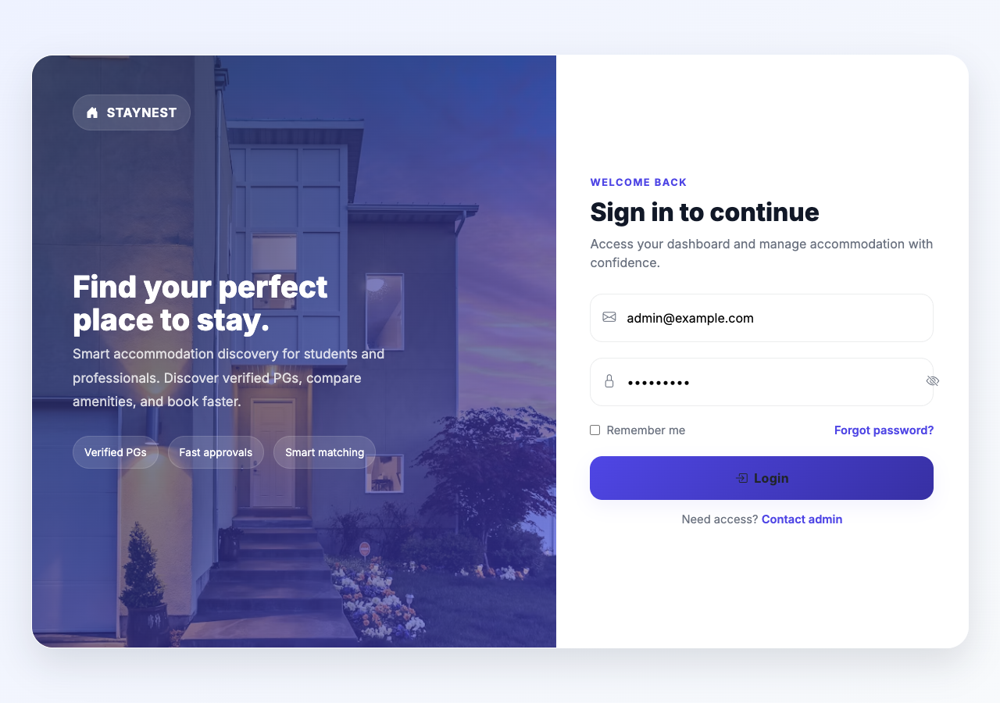 STAYNEST
Find your perfect
place to stay.
Smart accommodation discovery for students and
professionals. Discover verified PGs, compare
amenities, and book faster.
Verified PGs
Fast approvals
Smart matching
WELCOME BACK
Sign in to continue
Access your dashboard and manage accommodation with
confidence.
admin@example.com
•••••••••
Remember me
Forgot password?
Login
Need access? Contact admin